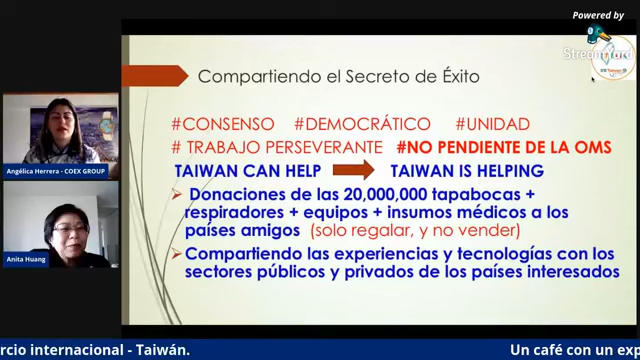 Powered by
StreamYard
Compartiendo el Secreto de Éxito
#CONSENSO #DEMOCRÁTICO #UNIDAD
# TRABAJO PERSEVERANTE #NO PENDIENTE DE LA OMS
TAIWAN CAN HELP TAIWAN IS HELPING
Donaciones de las 20,000,000 tapabocas +
respiradores + equipos + insumos médicos a los
países amigos (solo regalar, y no vender)
Compartiendo las experiencias y tecnologías con los
sectores públicos y privados de los países interesados
Angélica Herrera - COEX GROUP
Anita Huang
rcio internacional - Taiwán. Un café con un exp